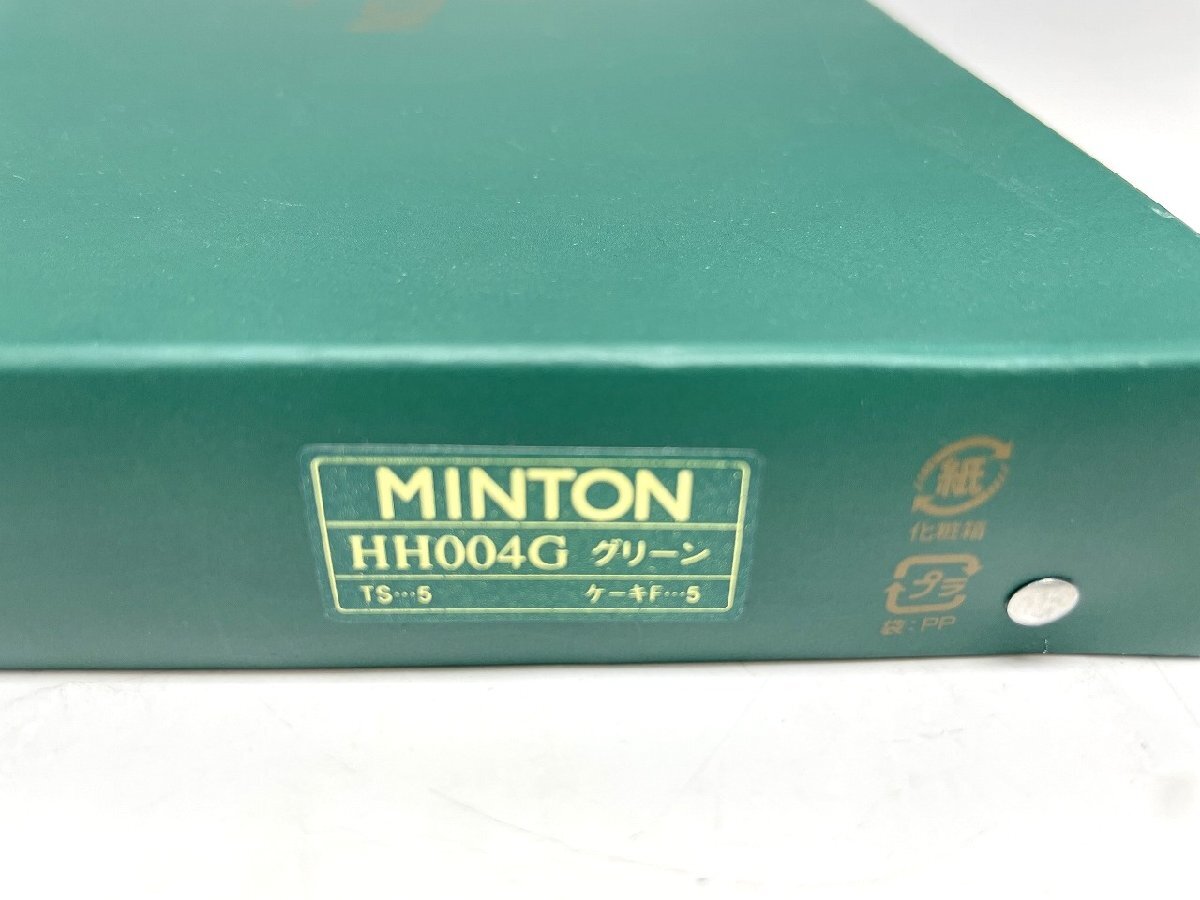 MINTON
HH004G グリーン
TS…5 ケーキF…5
紙
化粧箱
プラ
袋:PP